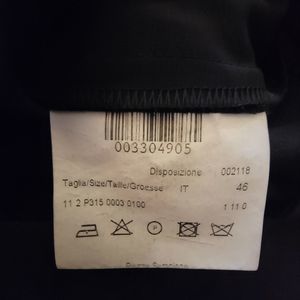 003304905
Disposizione 002118
Taglia/Size/Taille/Groesse IT 46
11 2 P315 0003 0100 1 11 0